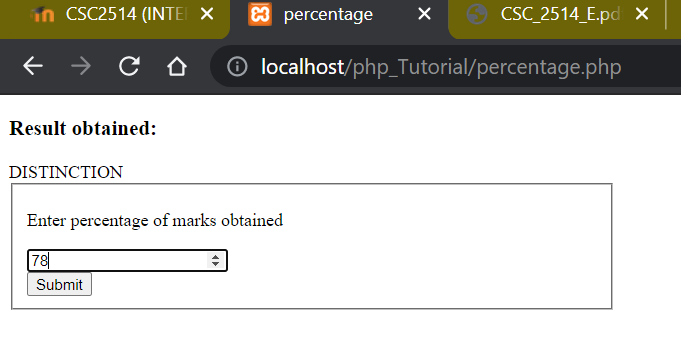 CSC2514 (INTE
percentage
CSC_2514_E.pd
localhost/php_Tutorial/percentage.php
Result obtained:
DISTINCTION
Enter percentage of marks obtained
78
Submit